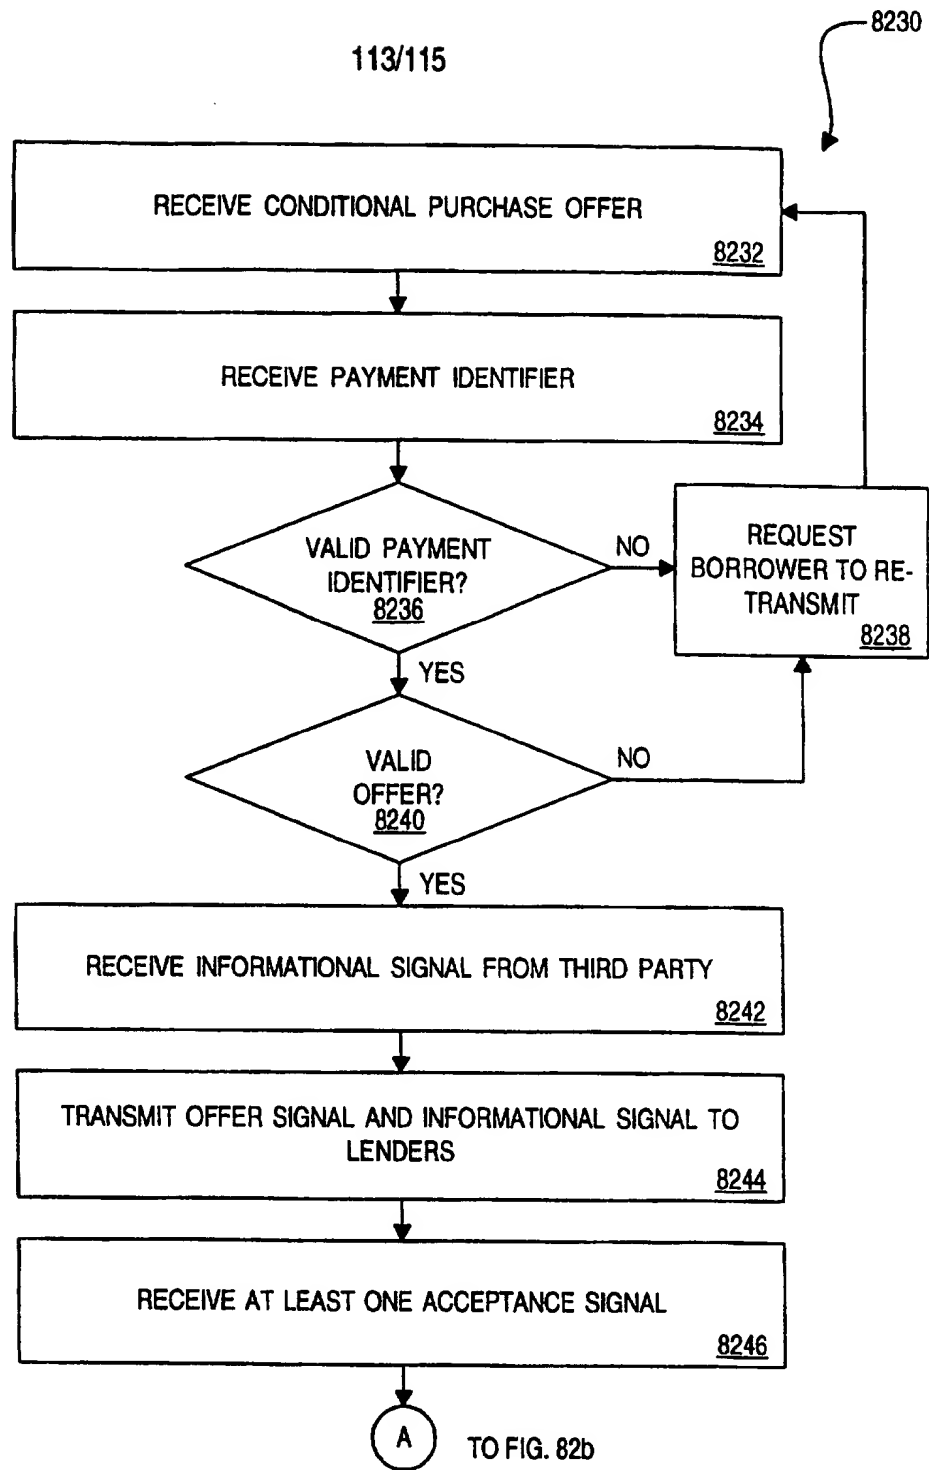 8230
113/115
RECEIVE CONDITIONAL PURCHASE OFFER
8232
RECEIVE PAYMENT IDENTIFIER
8234
VALID PAYMENT
IDENTIFIER?
8236
NO
REQUEST
BORROWER TO RE-
TRANSMIT
8238
YES
VALID
OFFER?
8240
NO
YES
RECEIVE INFORMATIONAL SIGNAL FROM THIRD PARTY
8242
TRANSMIT OFFER SIGNAL AND INFORMATIONAL SIGNAL TO
LENDERS
8244
RECEIVE AT LEAST ONE ACCEPTANCE SIGNAL
8246
A
TO FIG. 82b